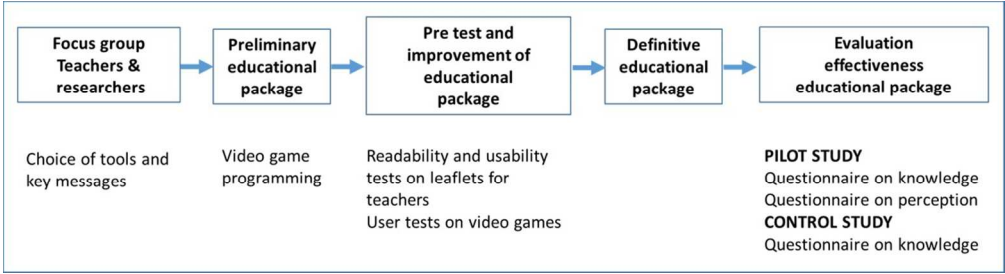 Focus group
Teachers &
researchers
Preliminary
educational
package
Pre test and
improvement of
educational
package
Definitive
educational
package
Evaluation
effectiveness
educational package
Choice of tools and
key messages
Video game
programming
Readability and usability
tests on leaflets for
teachers
User tests on video games
PILOT STUDY
Questionnaire on knowledge
Questionnaire on perception
CONTROL STUDY
Questionnaire on knowledge